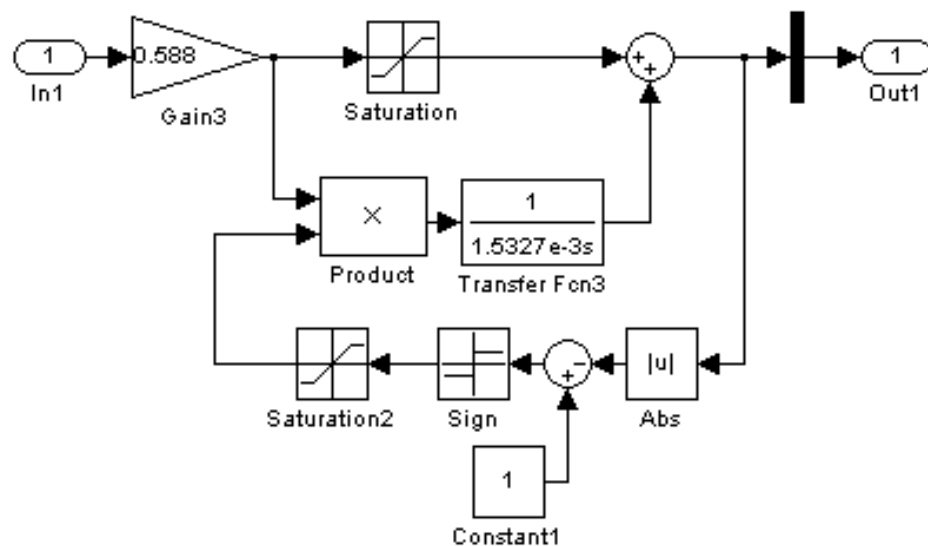 1
In1
0.588
Gain3
Saturation
+
+
1
Out1
×
Product
1
1.5327e-3s
Transfer Fcn3
Saturation2
Sign
−
+
|u|
Abs
1
Constant1